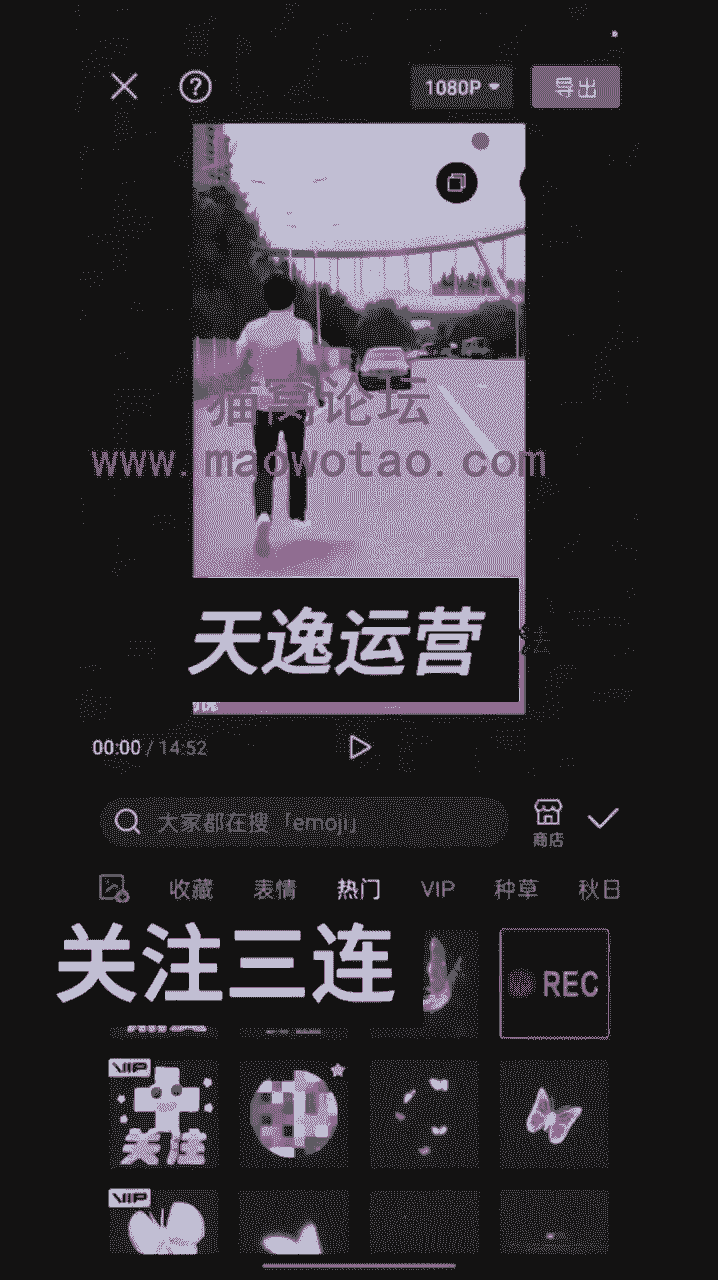 1080P
导出
猫窝论坛
www.maowotao.com
天逸运营
法
00:00 / 14:52
大家都在搜「emoji」
商店
收藏 表情 热门 VIP 种草 秋日
关注三连
REC
VIP
关注
VIP